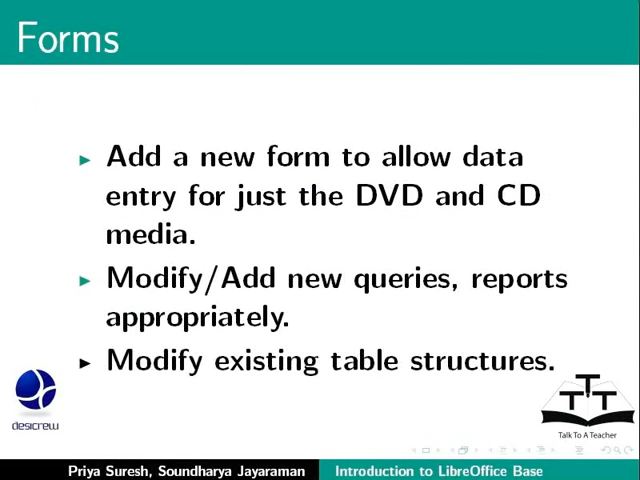 Forms
Add a new form to allow data
entry for just the DVD and CD
media.
Modify/Add new queries, reports
appropriately.
Modify existing table structures.
desicrew
TTT
Talk To A Teacher
Priya Suresh, Soundharya Jayaraman
Introduction to LibreOffice Base